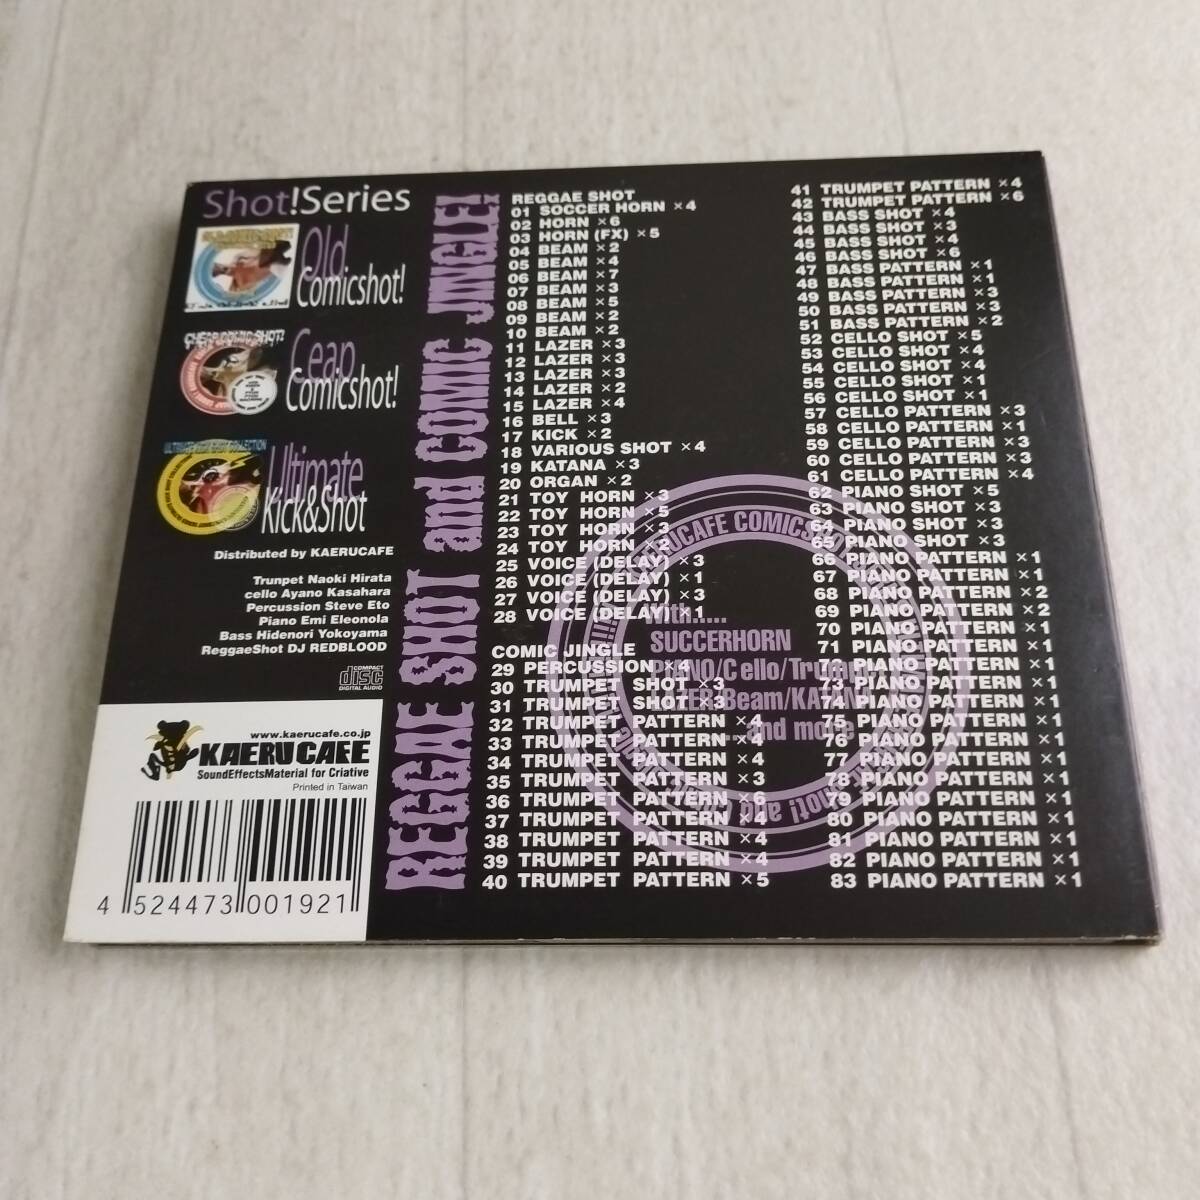 Shot!Series
Old
Comicshot!
CHEAP COMIC SHOT!
Ceap
Comicshot!
ULTIMATE KICK & SHOT COLLECTION
Ultimate
Kick&Shot
Distributed by KAERUCAFE
Trunpet Naoki Hirata
cello Ayano Kasahara
Percussion Steve Eto
Piano Emi Eleonola
Bass Hidenori Yokoyama
ReggaeShot DJ REDBLOOD
COMPACT
disc
DIGITAL AUDIO
www.kaerucafe.co.jp
KAERUCAFE
SoundEffectsMaterial for Criative
Printed in Taiwan
4 524473 001921
REGGAE SHOT and COMIC JINGLE!
REGGAE SHOT
01 SOCCER HORN ×4
02 HORN ×6
03 HORN (FX) ×5
04 BEAM ×2
05 BEAM ×4
06 BEAM ×7
07 BEAM ×3
08 BEAM ×5
09 BEAM ×2
10 BEAM ×2
11 LAZER ×3
12 LAZER ×3
13 LAZER ×3
14 LAZER ×2
15 LAZER ×4
16 BELL ×3
17 KICK ×2
18 VARIOUS SHOT ×4
19 KATANA ×3
20 ORGAN ×2
21 TOY HORN ×3
22 TOY HORN ×5
23 TOY HORN ×3
24 TOY HORN ×2
25 VOICE (DELAY) ×3
26 VOICE (DELAY) ×1
27 VOICE (DELAY) ×3
28 VOICE (DELAY) ×1
COMIC JINGLE
29 PERCUSSION ×4
30 TRUMPET SHOT ×3
31 TRUMPET SHOT ×3
32 TRUMPET PATTERN ×4
33 TRUMPET PATTERN ×4
34 TRUMPET PATTERN ×4
35 TRUMPET PATTERN ×3
36 TRUMPET PATTERN ×6
37 TRUMPET PATTERN ×4
38 TRUMPET PATTERN ×4
39 TRUMPET PATTERN ×4
40 TRUMPET PATTERN ×5
41 TRUMPET PATTERN ×4
42 TRUMPET PATTERN ×6
43 BASS SHOT ×4
44 BASS SHOT ×3
45 BASS SHOT ×4
46 BASS SHOT ×6
47 BASS PATTERN ×1
48 BASS PATTERN ×1
49 BASS PATTERN ×3
50 BASS PATTERN ×3
51 BASS PATTERN ×2
52 CELLO SHOT ×5
53 CELLO SHOT ×4
54 CELLO SHOT ×4
55 CELLO SHOT ×1
56 CELLO SHOT ×1
57 CELLO PATTERN ×3
58 CELLO PATTERN ×1
59 CELLO PATTERN ×3
60 CELLO PATTERN ×3
61 CELLO PATTERN ×4
62 PIANO SHOT ×5
63 PIANO SHOT ×3
64 PIANO SHOT ×3
65 PIANO SHOT ×3
66 PIANO PATTERN ×1
67 PIANO PATTERN ×1
68 PIANO PATTERN ×2
69 PIANO PATTERN ×2
70 PIANO PATTERN ×1
71 PIANO PATTERN ×1
72 PIANO PATTERN ×1
73 PIANO PATTERN ×1
74 PIANO PATTERN ×1
75 PIANO PATTERN ×1
76 PIANO PATTERN ×1
77 PIANO PATTERN ×1
78 PIANO PATTERN ×1
79 PIANO PATTERN ×1
80 PIANO PATTERN ×1
81 PIANO PATTERN ×1
82 PIANO PATTERN ×1
83 PIANO PATTERN ×1
KAERUCAFE COMICSHOT
with.....
SUCCERHORN
PIANO/Cello/Trumpet
LAZER/Beam/KATANA
...and more